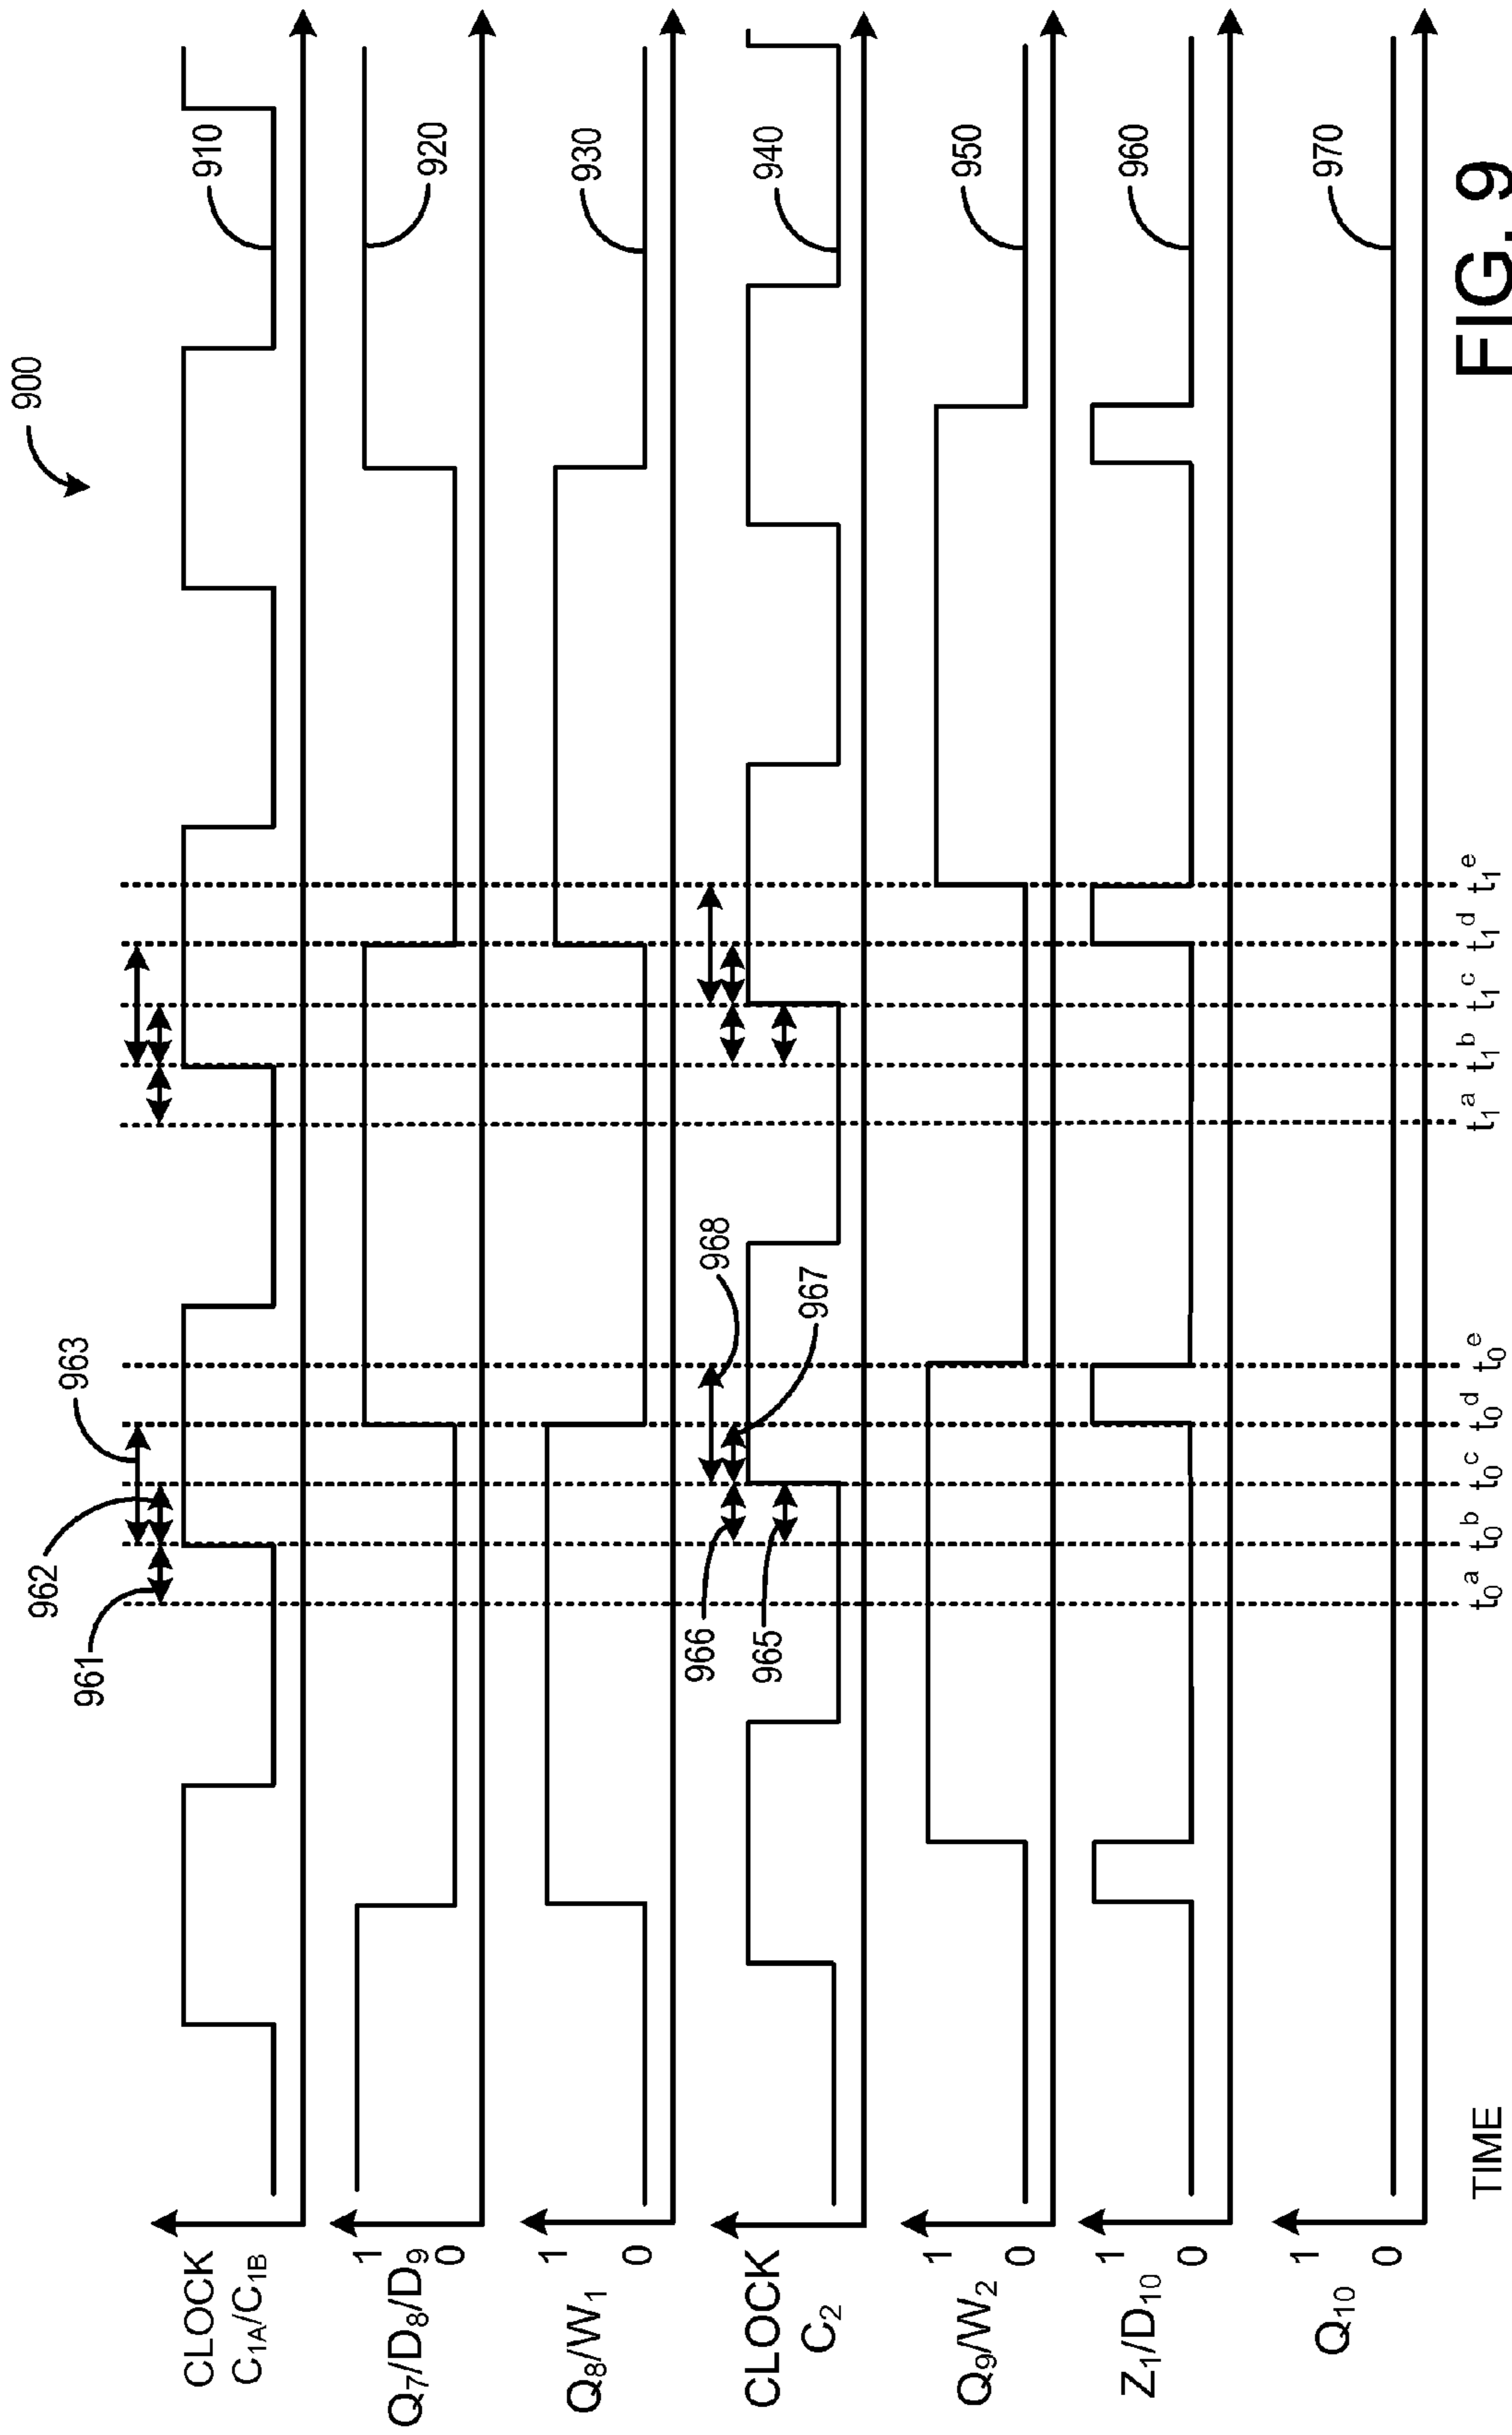 900
CLOCK
C1A/C1B
910
961
962
963
Q7/D8/D9
1
0
920
Q8/W1
1
0
930
CLOCK
C2
940
966
965
968
967
Q9/W2
1
0
950
Z1/D10
1
0
960
Q10
1
0
970
TIME
t0a t0b t0c t0d t0e t1a t1b t1c t1d t1e
FIG. 9